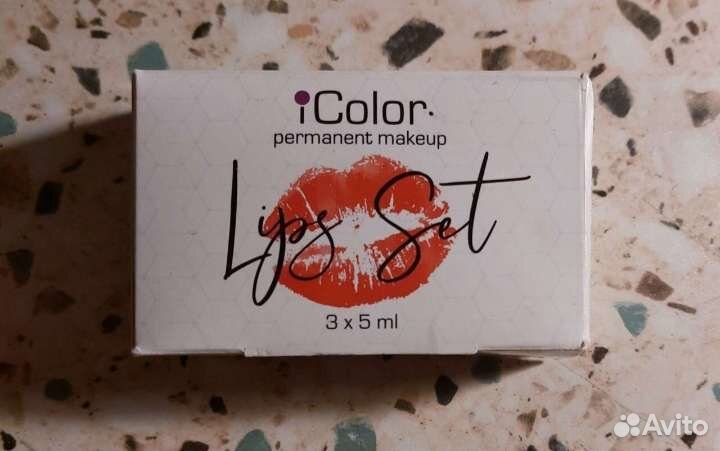 iColor.
permanent makeup
Lips Set
3 x 5 ml
Avito